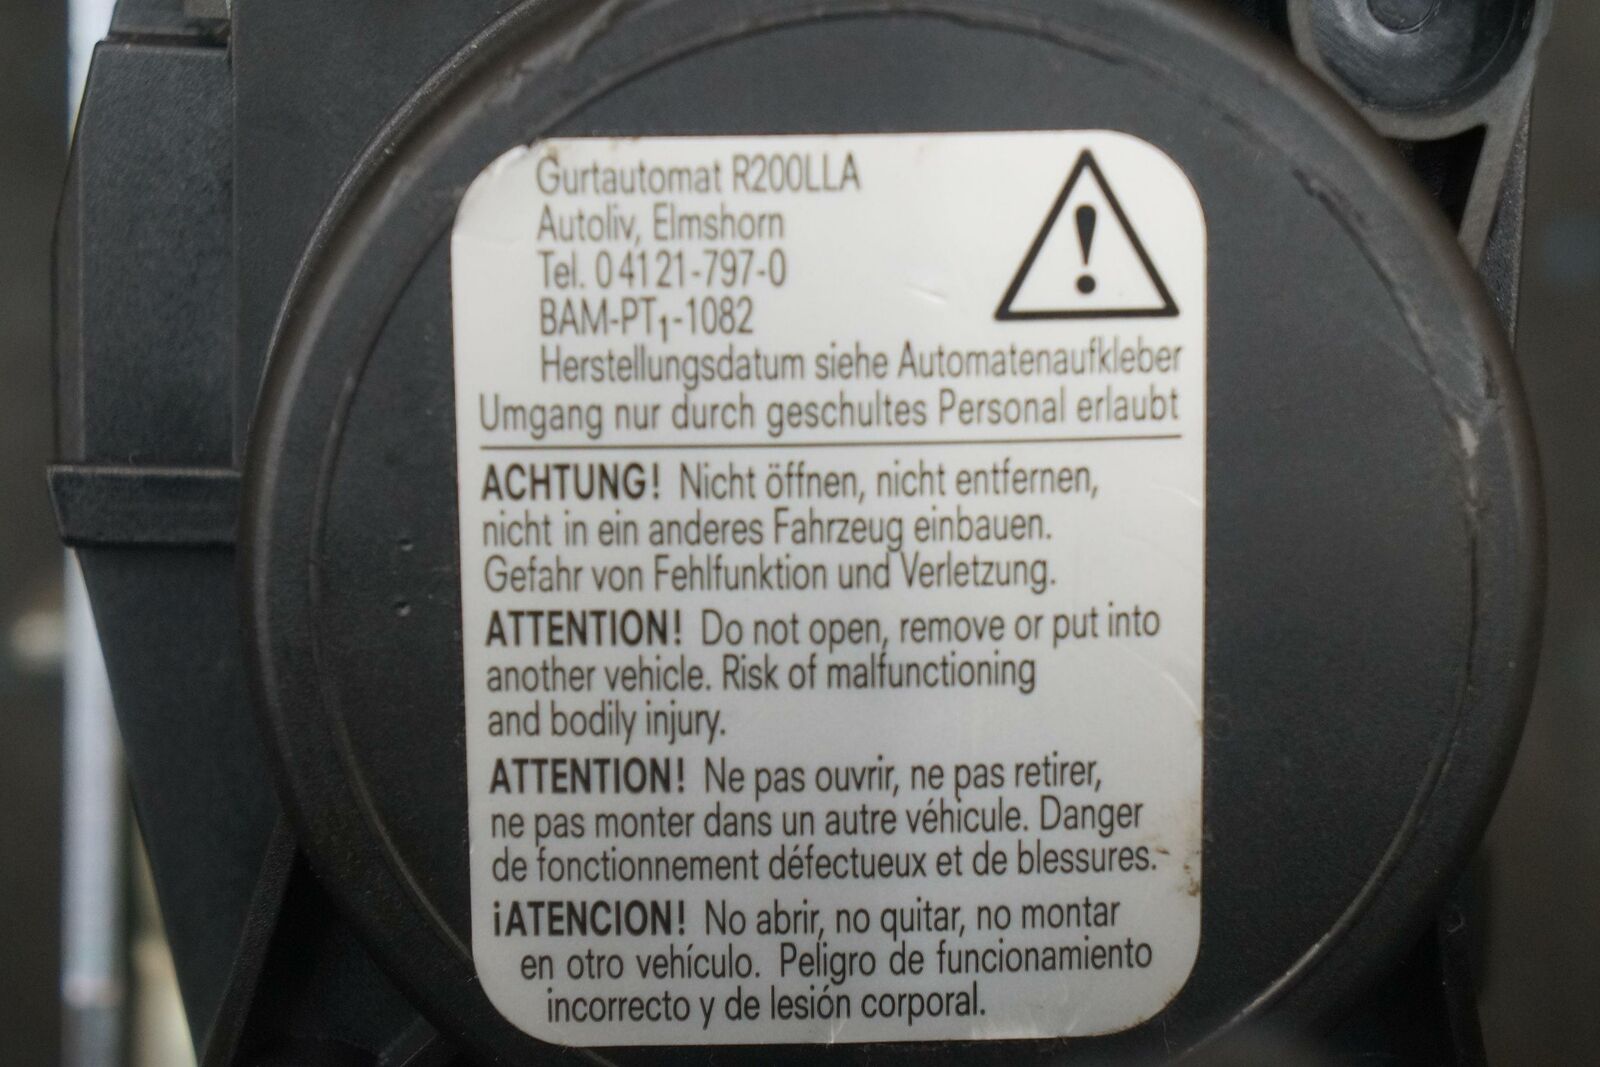 Gurtautomat R200LLA
Autoliv, Elmshorn
Tel. 04121-797-0
BAM-PT₁-1082
Herstellungsdatum siehe Automatenaufkleber
Umgang nur durch geschultes Personal erlaubt
ACHTUNG! Nicht öffnen, nicht entfernen,
nicht in ein anderes Fahrzeug einbauen.
Gefahr von Fehlfunktion und Verletzung.
ATTENTION! Do not open, remove or put into
another vehicle. Risk of malfunctioning
and bodily injury.
ATTENTION! Ne pas ouvrir, ne pas retirer,
ne pas monter dans un autre véhicule. Danger
de fonctionnement défectueux et de blessures.
¡ATENCION! No abrir, no quitar, no montar
en otro vehículo. Peligro de funcionamiento
incorrecto y de lesión corporal.